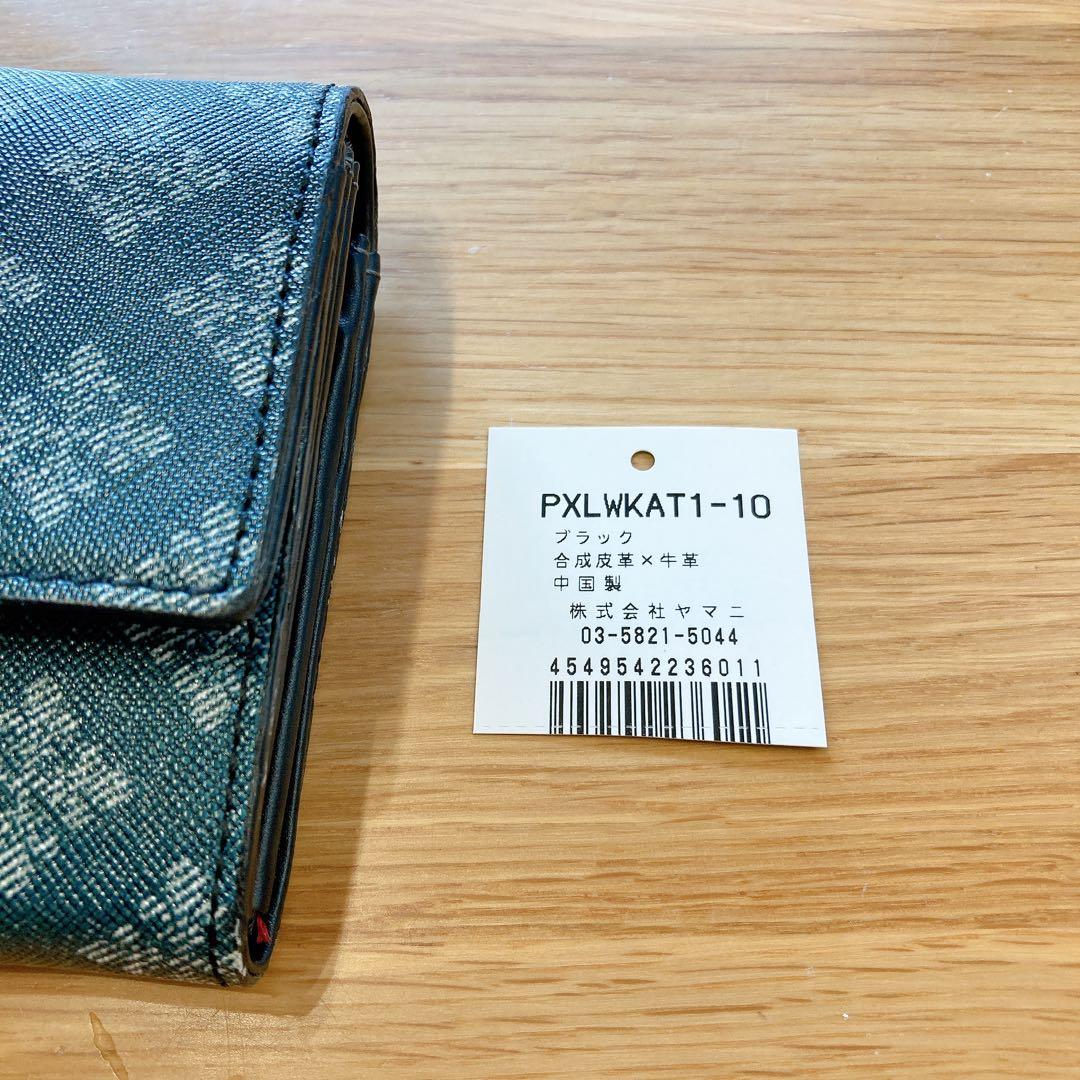 PXLWKAT1-10
ブラック
合成皮革×牛革
中国製
株式会社ヤマニ
03-5821-5044
4549542236011